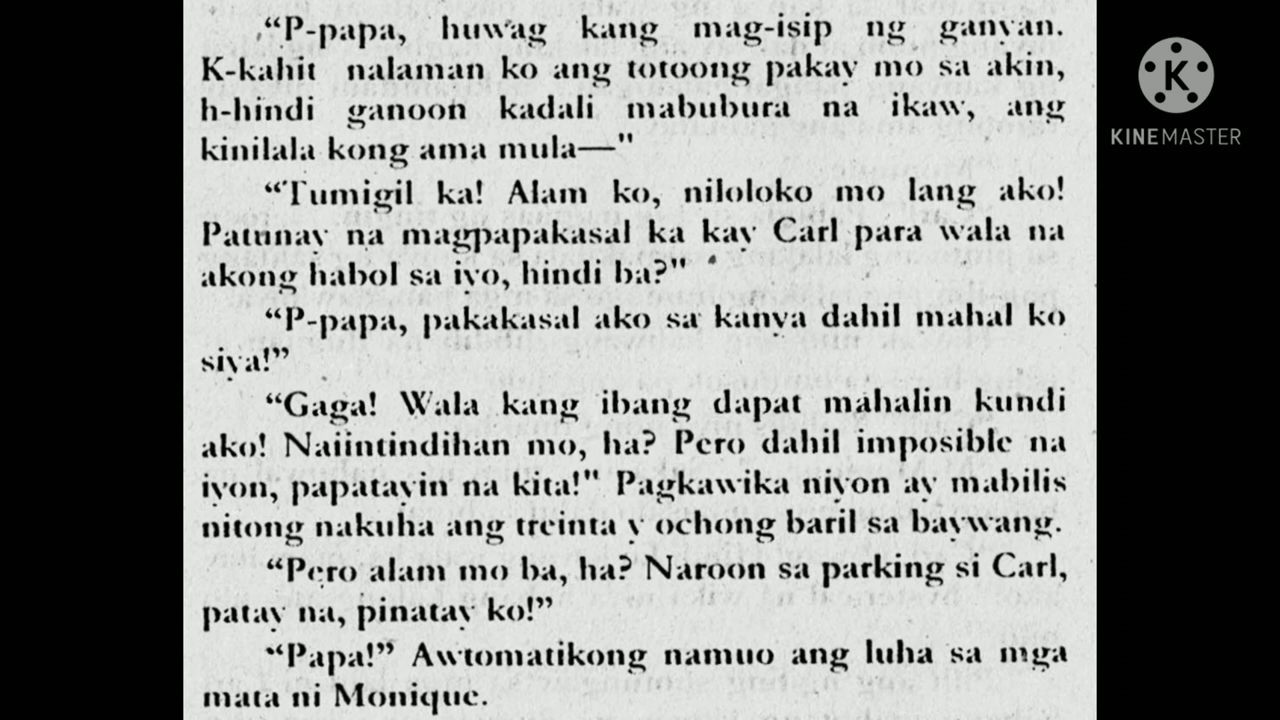 “P-papa, huwag kang mag-isip ng ganyan.
K-kahit nalaman ko ang totoong pakay mo sa akin,
h-hindi ganoon kadali mabubura na ikaw, ang
kinilala kong ama mula—"
“Tumigil ka! Alam ko, niloloko mo lang ako!
Patunay na magpapakasal ka kay Carl para wala na
akong habol sa iyo, hindi ba?"
“P-papa, pakakasal ako sa kanya dahil mahal ko
siya!”
“Gaga! Wala kang ibang dapat mahalin kundi
ako! Naiintindihan mo, ha? Pero dahil imposible na
iyon, papatayin na kita!" Pagkawika niyon ay mabilis
nitong nakuha ang treinta y ochong baril sa baywang.
“Pero alam mo ba, ha? Naroon sa parking si Carl,
patay na, pinatay ko!”
“Papa!” Awtomatikong namuo ang luha sa mga
mata ni Monique.
K
KINEMASTER